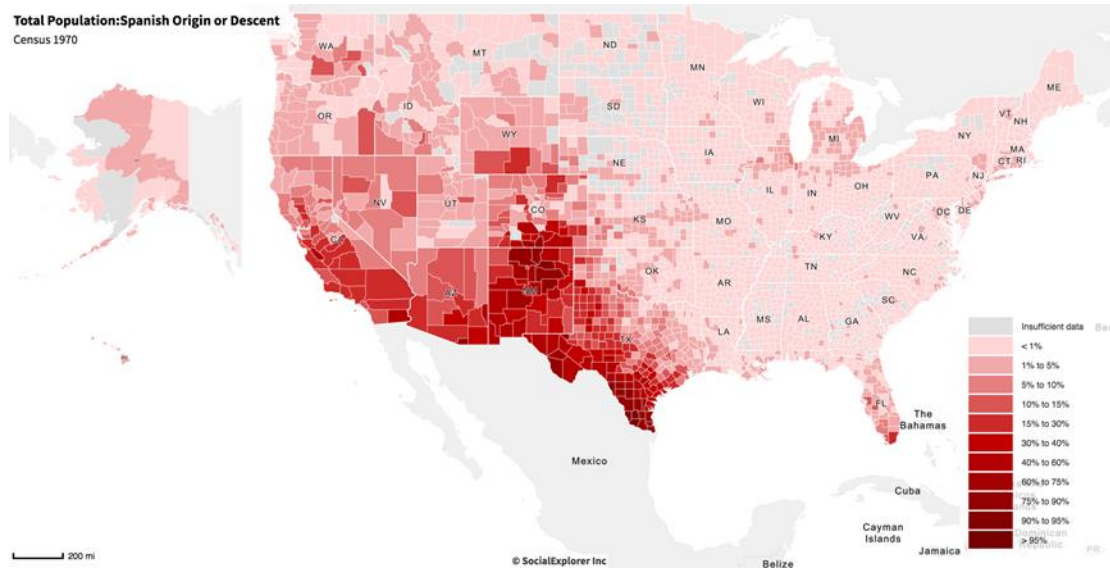 Total Population:Spanish Origin or Descent
Census 1970
WA
MT
ND
MN
ME
OR
ID
SD
WI
MI
VT
NH
NY
MA
CT
RI
WY
IA
NE
PA
NJ
NV
UT
CO
IL
IN
OH
DC
DE
CA
KS
MO
WV
VA
KY
AZ
NM
OK
AR
TN
NC
SC
TX
LA
MS
AL
GA
FL
HI
The
Bahamas
Mexico
Cuba
Cayman
Islands
Jamaica
Belize
Insufficient data
< 1%
1% to 5%
5% to 10%
10% to 15%
15% to 30%
30% to 40%
40% to 60%
60% to 75%
75% to 90%
90% to 95%
> 95%
Dominican
Republic
PR
200 mi
© SocialExplorer Inc